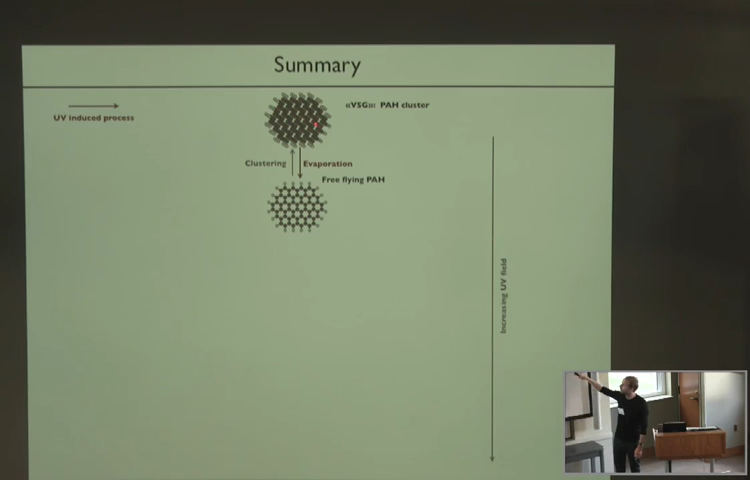 Summary
UV induced process
«VSG»: PAH cluster
Clustering
Evaporation
Free flying PAH
Increasing UV field